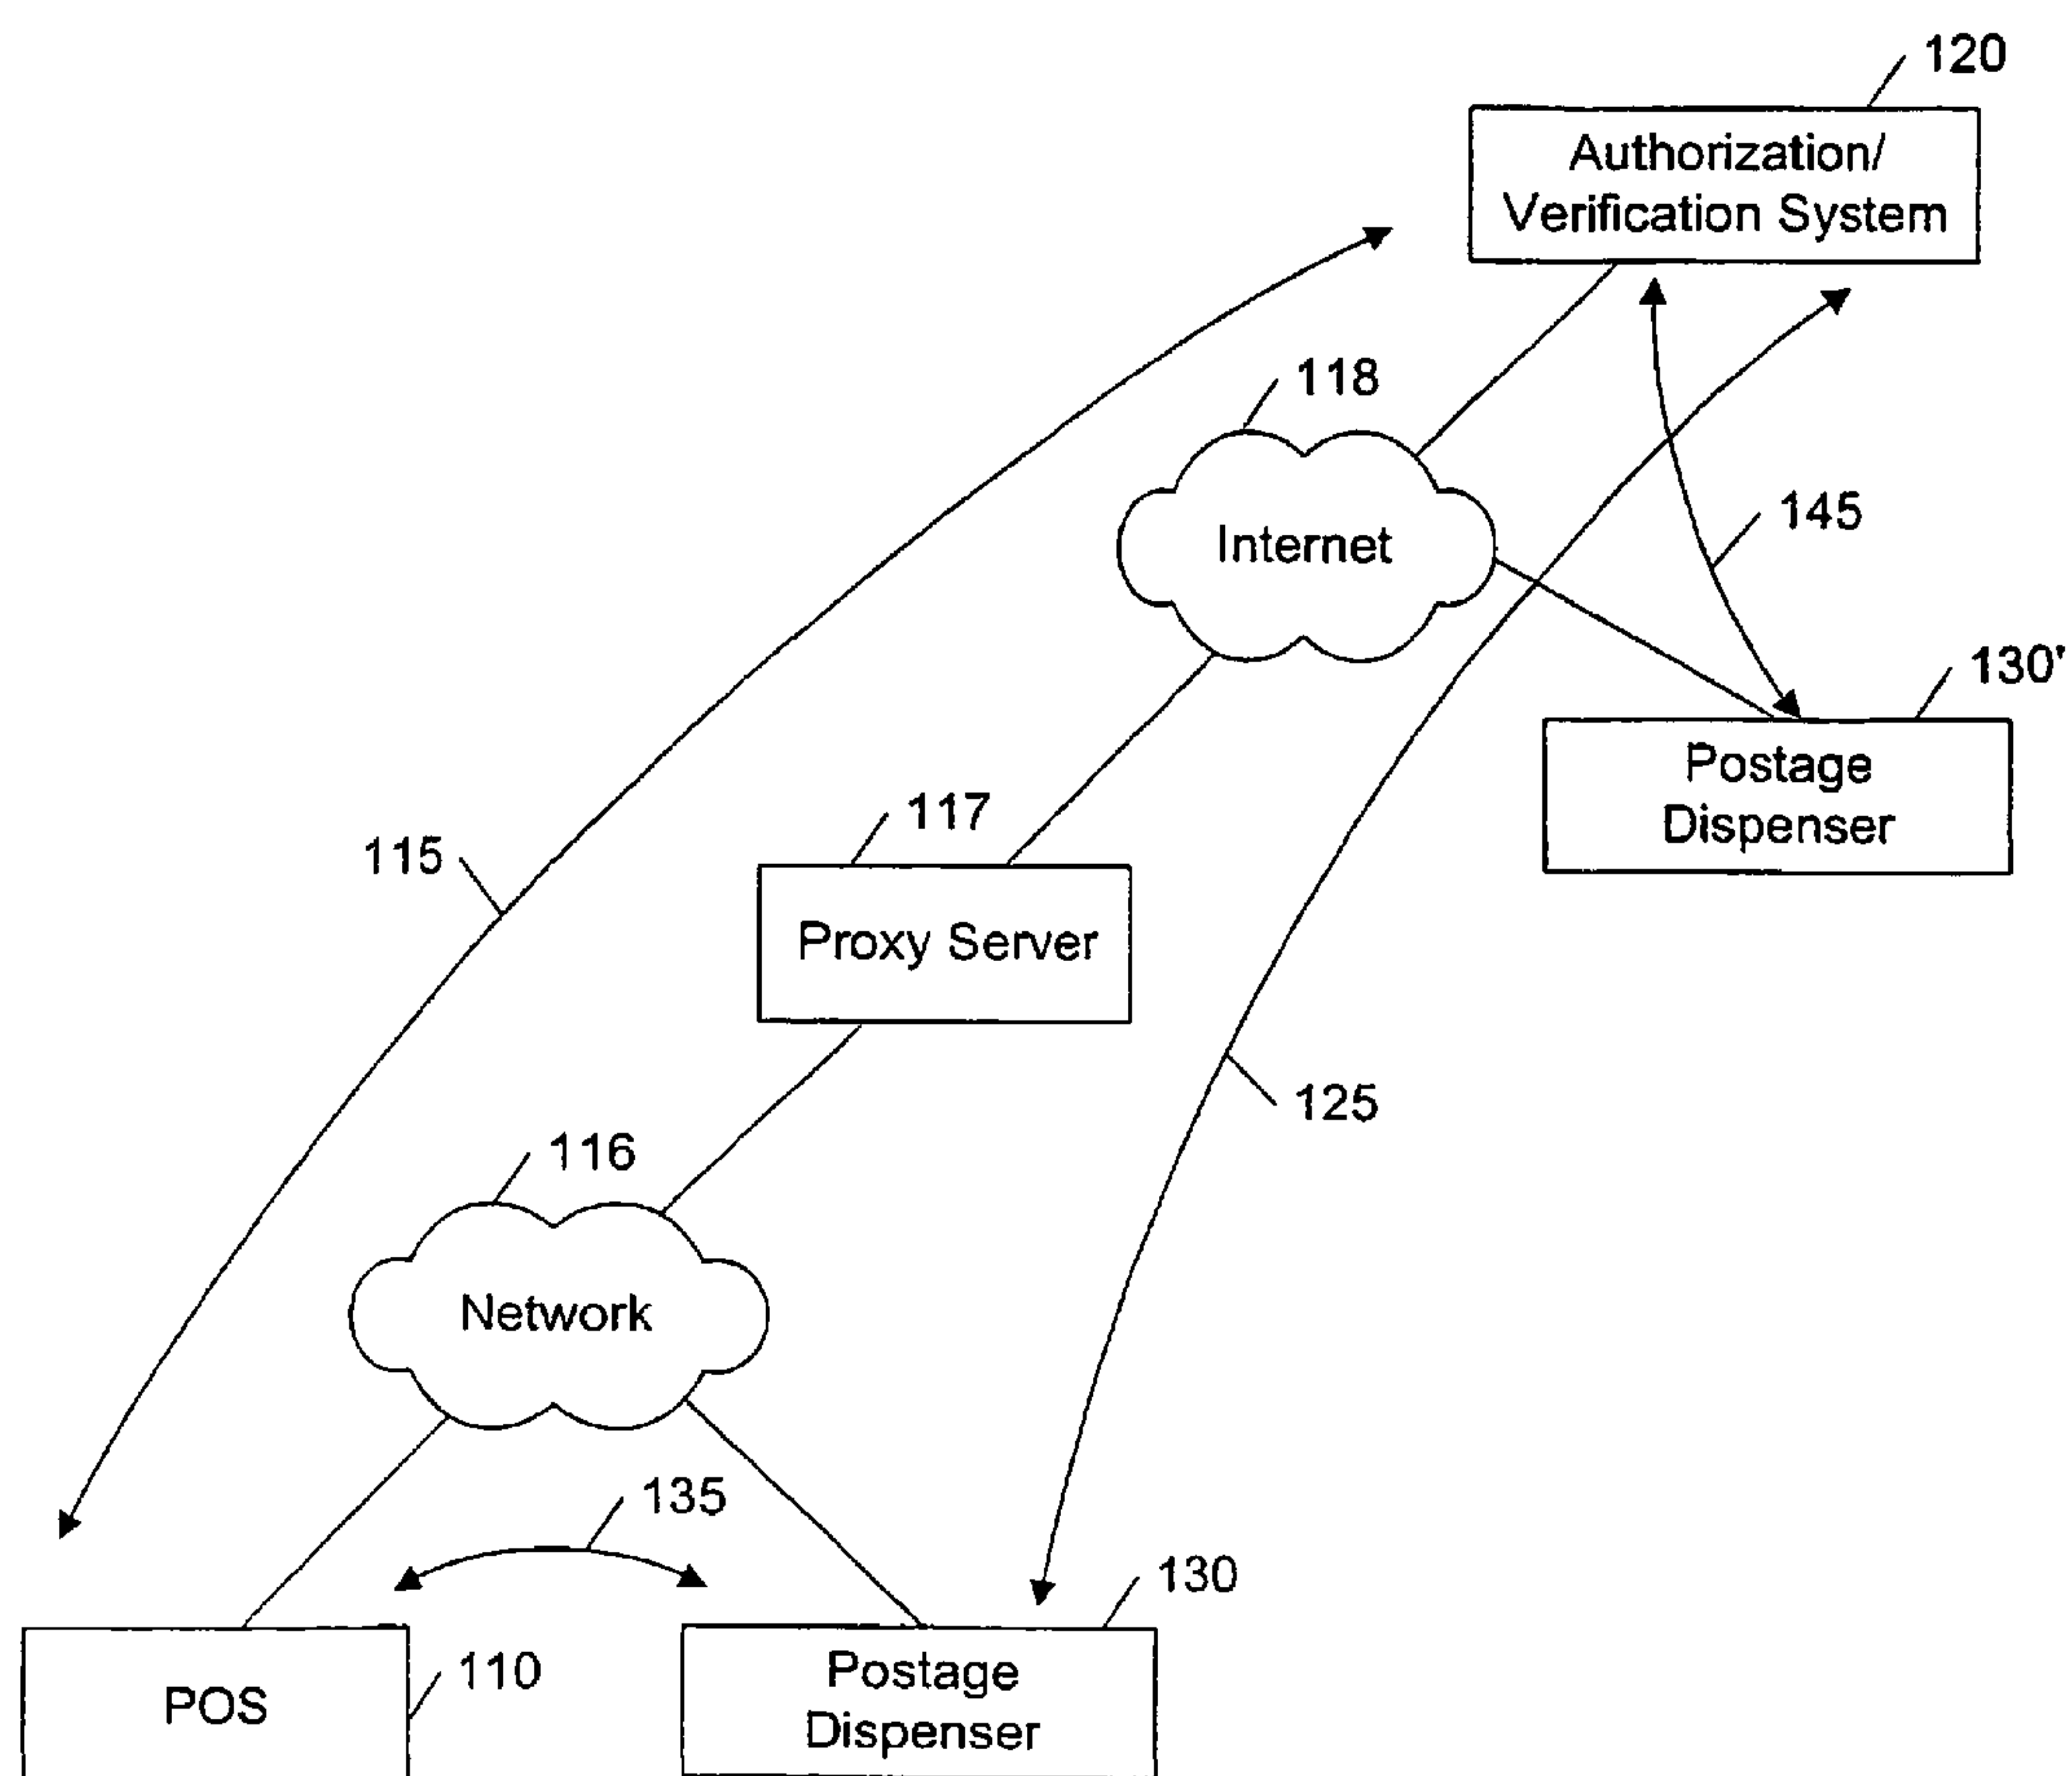 120
Authorization/
Verification System
118
Internet
145
130'
Postage
Dispenser
117
115
Proxy Server
125
116
Network
135
130
110
POS
Postage
Dispenser